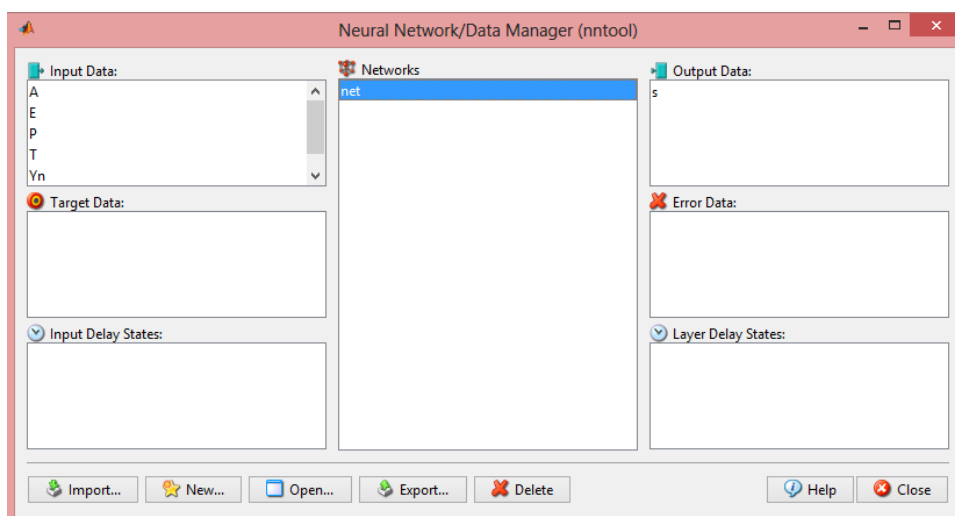 Neural Network/Data Manager (nntool)
Input Data:
A
E
P
T
Yn
Target Data:
Input Delay States:
Networks
net
Output Data:
s
Error Data:
Layer Delay States:
Import... New... Open... Export... Delete Help Close